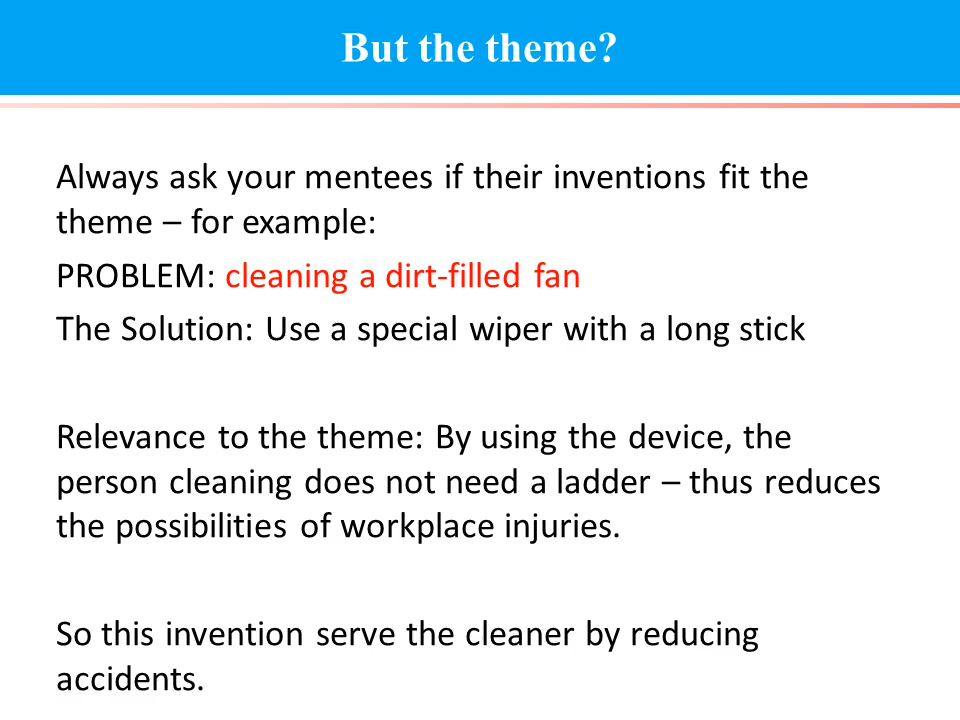 But the theme?
Always ask your mentees if their inventions fit the
theme – for example:
PROBLEM: cleaning a dirt-filled fan
The Solution: Use a special wiper with a long stick
Relevance to the theme: By using the device, the
person cleaning does not need a ladder – thus reduces
the possibilities of workplace injuries.
So this invention serve the cleaner by reducing
accidents.